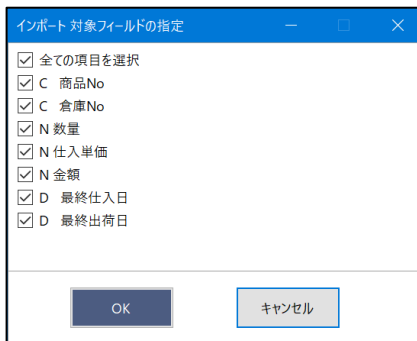 インポート 対象フィールドの指定
全ての項目を選択
C 商品No
C 倉庫No
N 数量
N 仕入単価
N 金額
D 最終仕入日
D 最終出荷日
OK
キャンセル